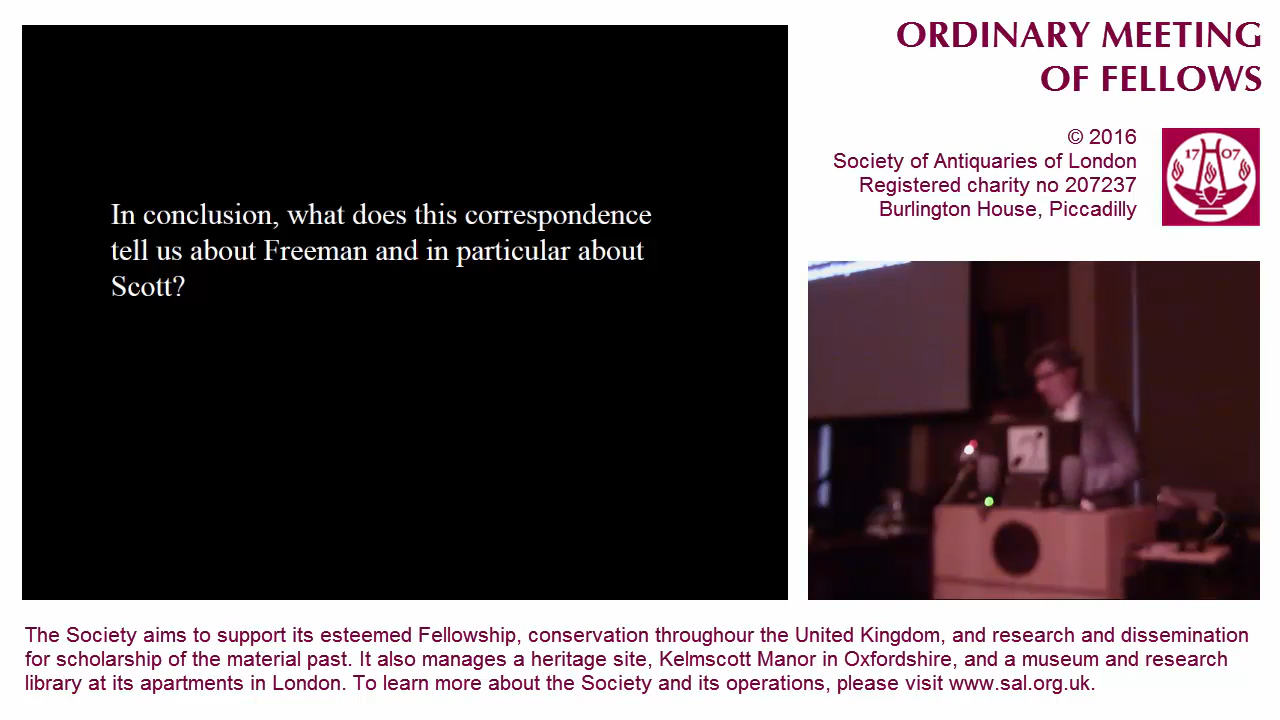 In conclusion, what does this correspondence
tell us about Freeman and in particular about
Scott?
ORDINARY MEETING
OF FELLOWS
© 2016
Society of Antiquaries of London
Registered charity no 207237
Burlington House, Piccadilly
17 07
The Society aims to support its esteemed Fellowship, conservation throughour the United Kingdom, and research and dissemination
for scholarship of the material past. It also manages a heritage site, Kelmscott Manor in Oxfordshire, and a museum and research
library at its apartments in London. To learn more about the Society and its operations, please visit www.sal.org.uk.